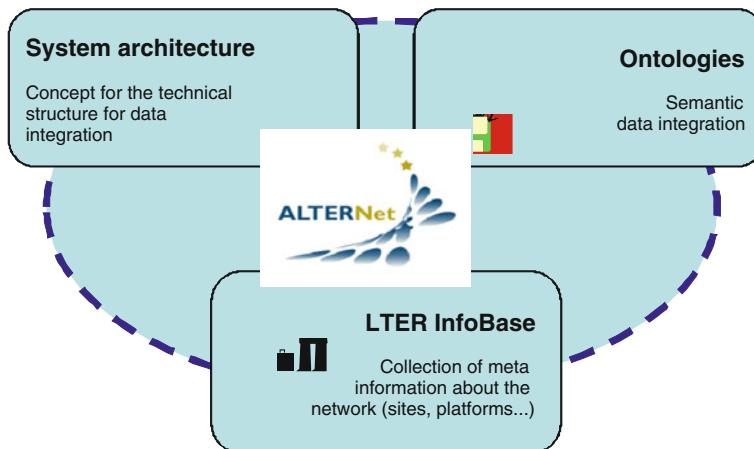 System architecture
Concept for the technical
structure for data
integration
Ontologies
Semantic
data integration
ALTERNet
LTER InfoBase
Collection of meta
information about the
network (sites, platforms...)